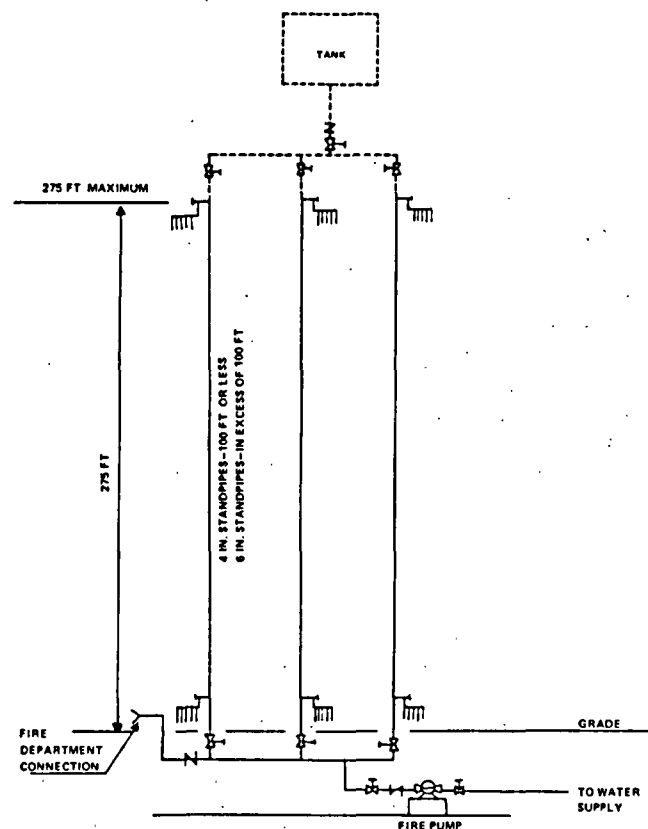 TANK
275 FT MAXIMUM
275 FT
4 IN. STANDPIPES–100 FT OR LESS
6 IN. STANDPIPES–IN EXCESS OF 100 FT
FIRE
DEPARTMENT
CONNECTION
GRADE
TO WATER
SUPPLY
FIRE PUMP